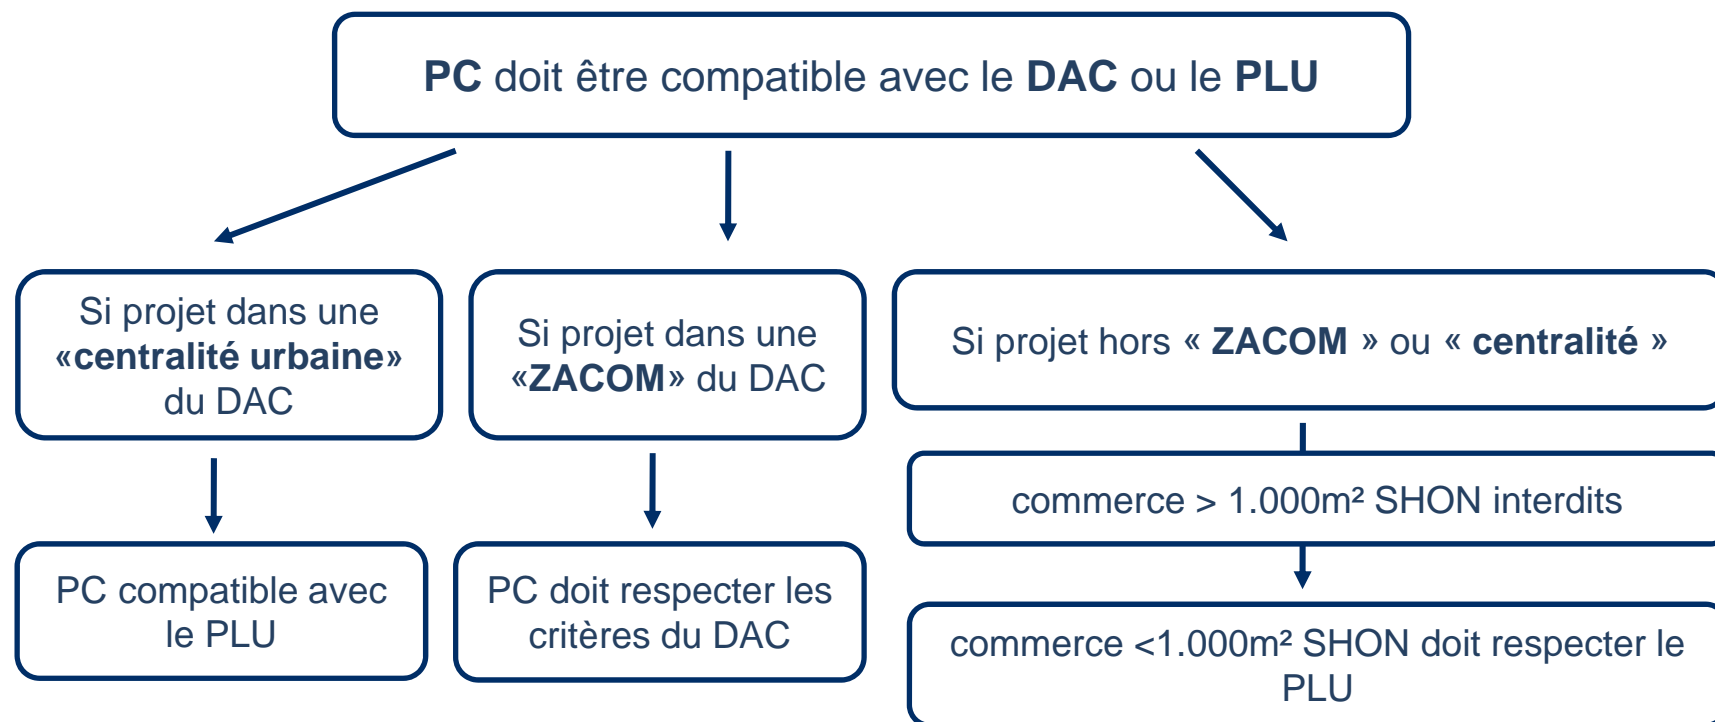 PC doit être compatible avec le DAC ou le PLU
Si projet dans une
«centralité urbaine»
du DAC
Si projet dans une
«ZACOM» du DAC
Si projet hors « ZACOM » ou « centralité »
PC compatible avec
le PLU
PC doit respecter les
critères du DAC
commerce > 1.000m² SHON interdits
commerce <1.000m² SHON doit respecter le
PLU